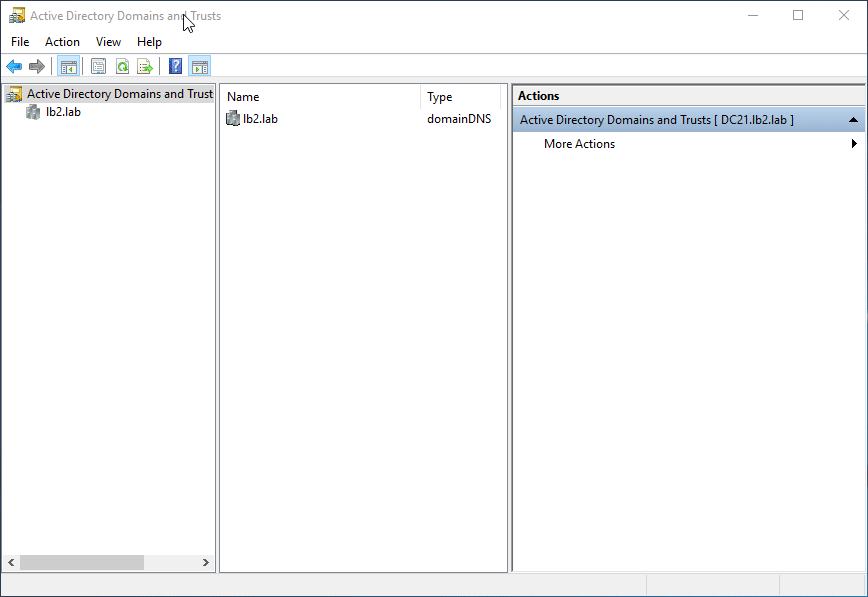 Active Directory Domains and Trusts
File Action View Help
?
Active Directory Domains and Trust
lb2.lab
Name Type
lb2.lab domainDNS
Actions
Active Directory Domains and Trusts [ DC21.lb2.lab ]
More Actions